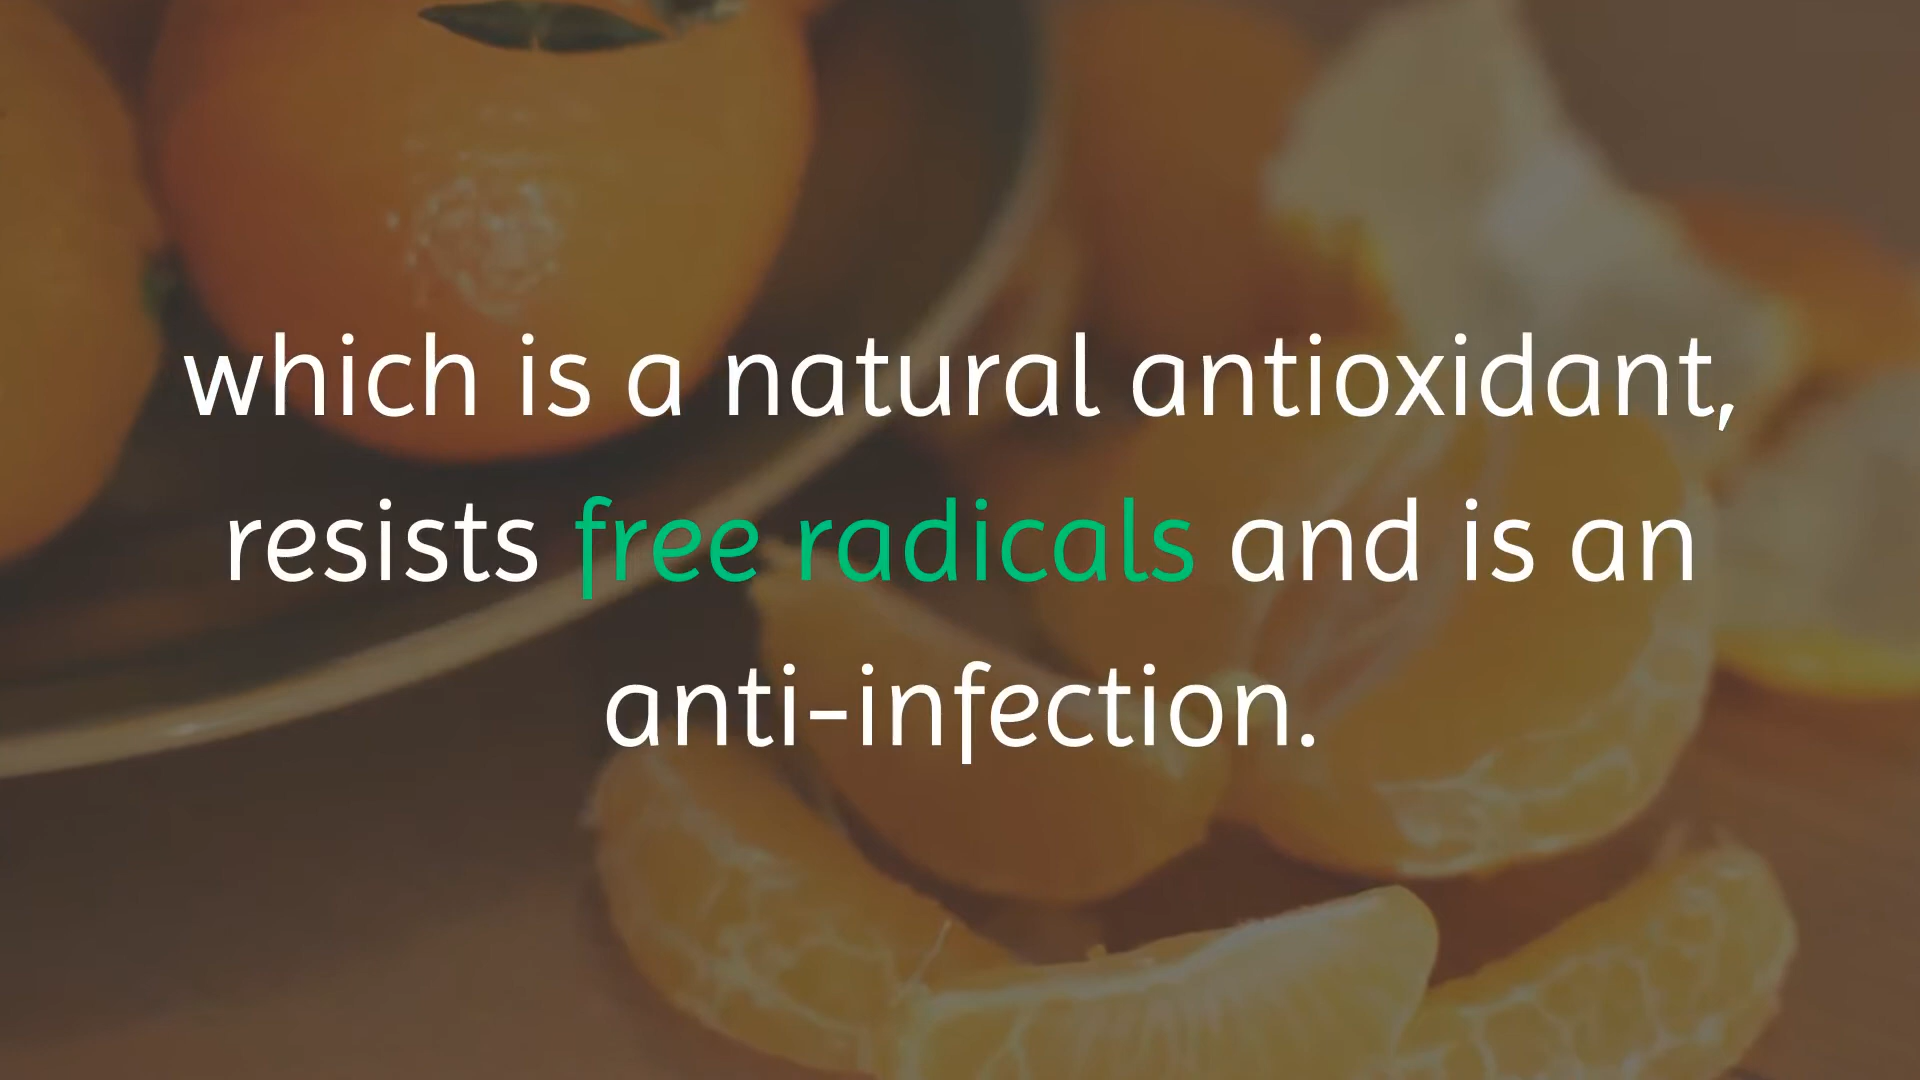 which is a natural antioxidant,
resists free radicals and is an
anti-infection.